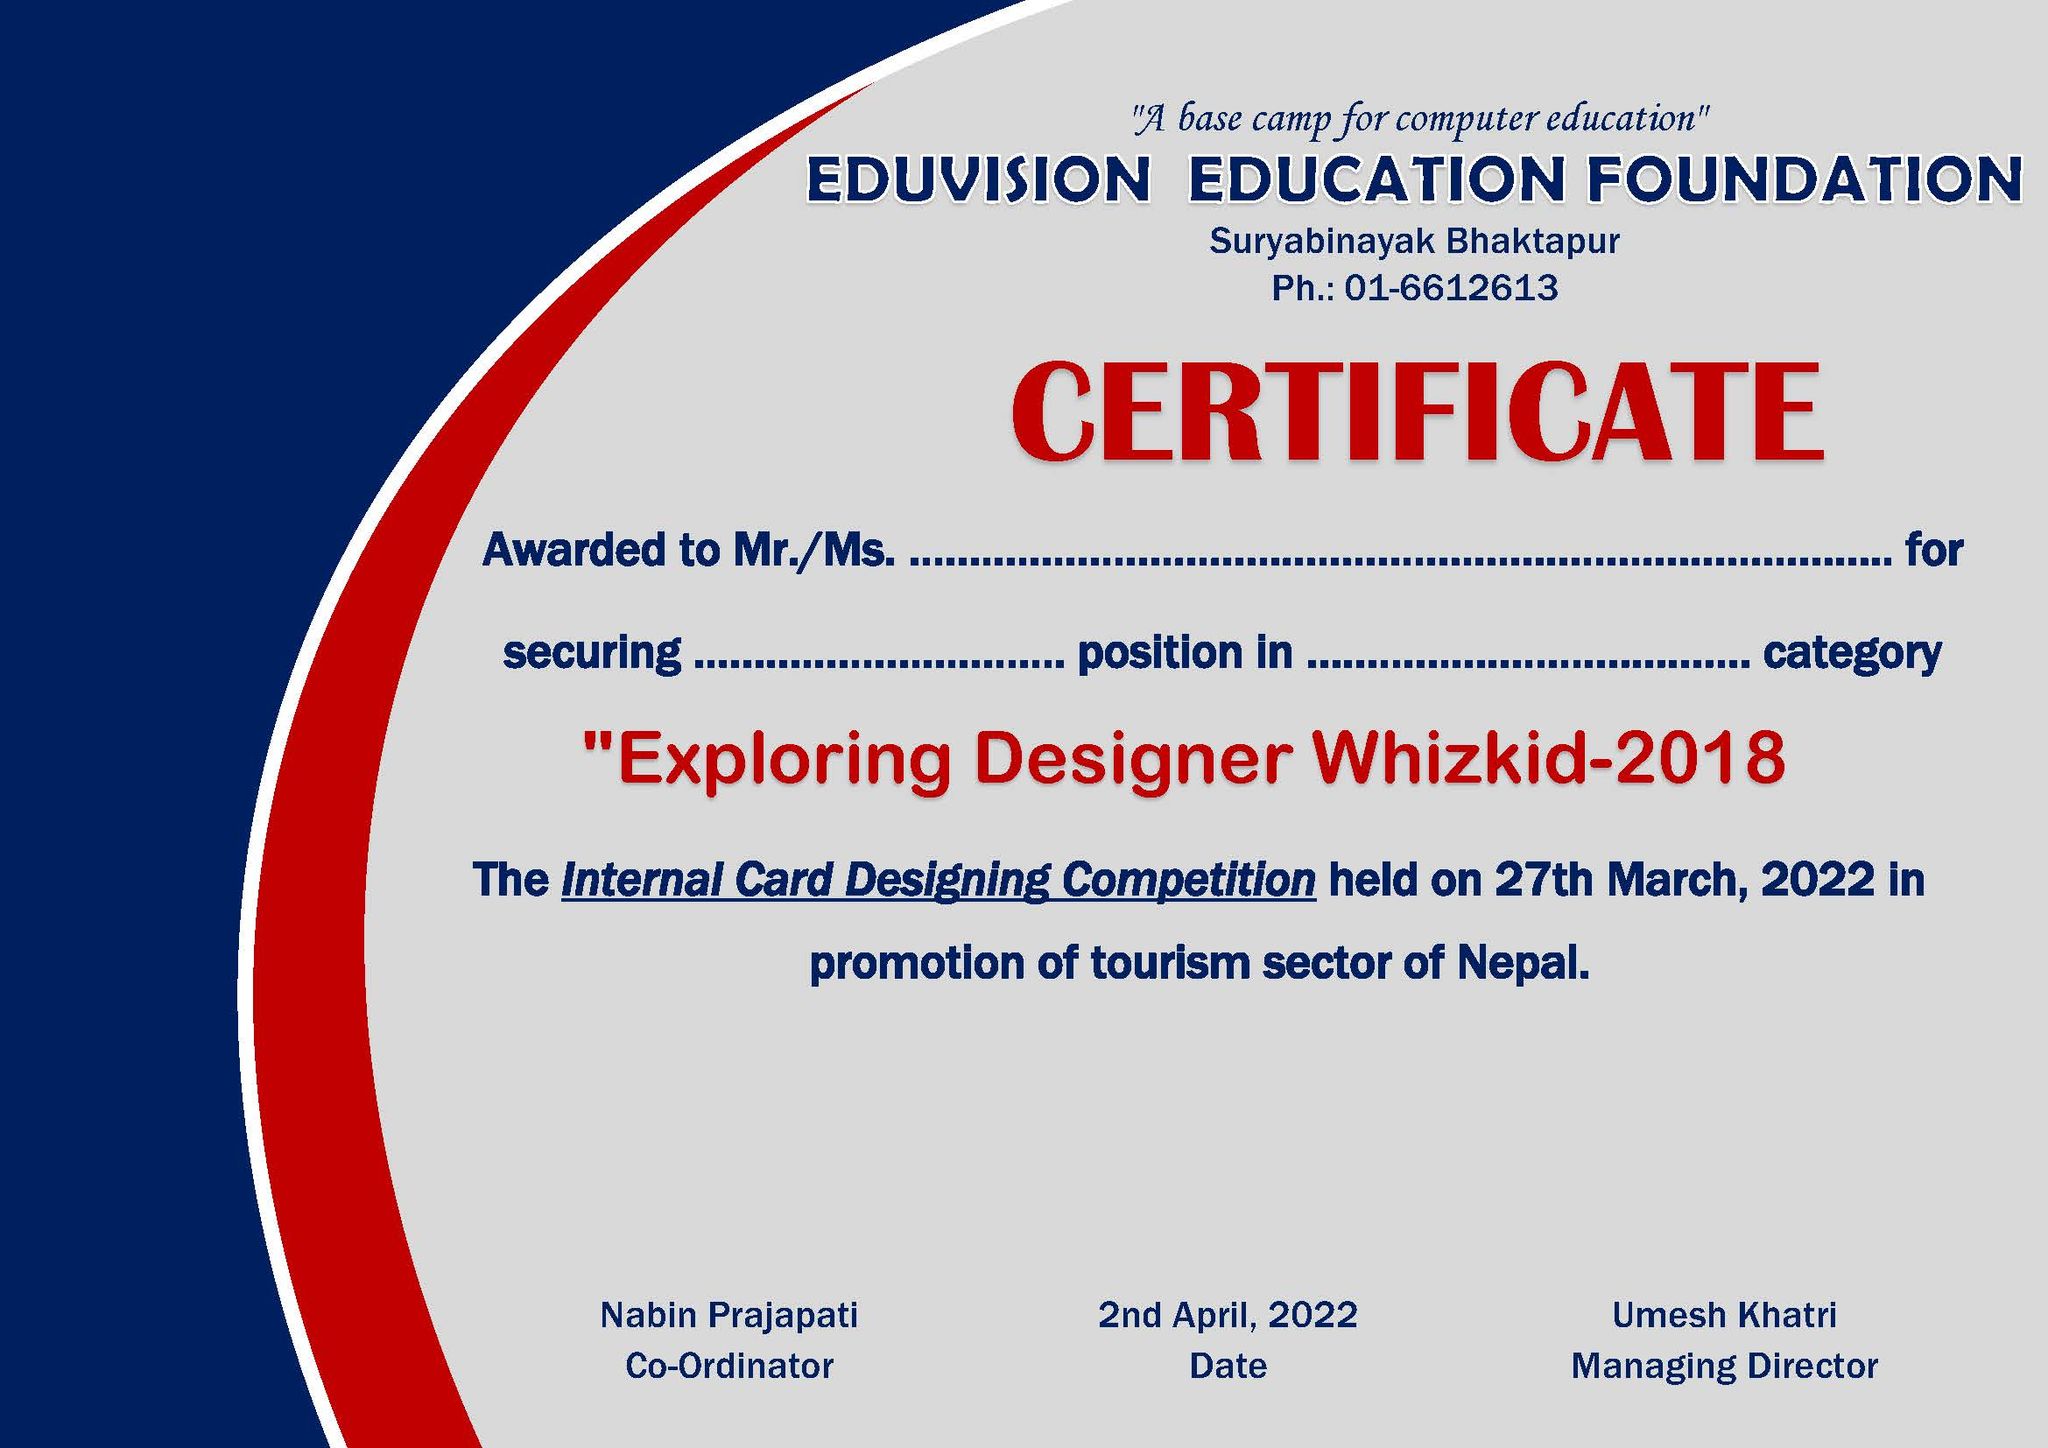 "A base camp for computer education"
EDUVISION EDUCATION FOUNDATION
Suryabinayak Bhaktapur
Ph.: 01-6612613
CERTIFICATE
Awarded to Mr./Ms. .................................................................................. for
securing ............................... position in ..................................... category
"Exploring Designer Whizkid-2018
The Internal Card Designing Competition held on 27th March, 2022 in
promotion of tourism sector of Nepal.
Nabin Prajapati 2nd April, 2022 Umesh Khatri
Co-Ordinator Date Managing Director